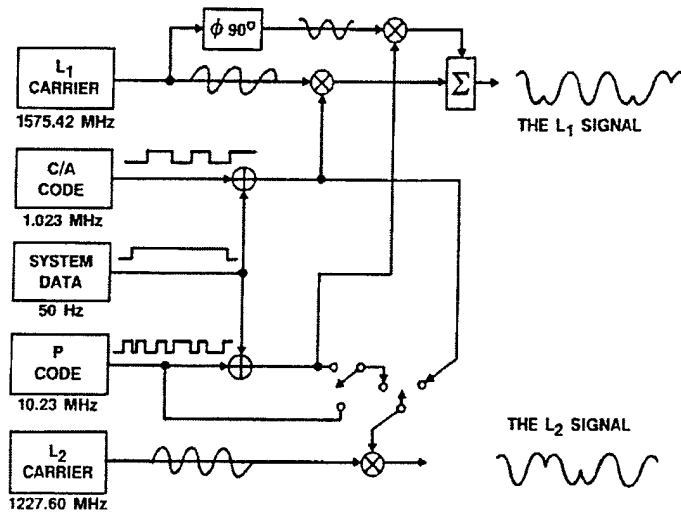 ϕ 90º
L1
CARRIER
1575.42 MHz
Σ
THE L1 SIGNAL
C/A
CODE
1.023 MHz
SYSTEM
DATA
50 Hz
P
CODE
10.23 MHz
L2
CARRIER
1227.60 MHz
THE L2 SIGNAL